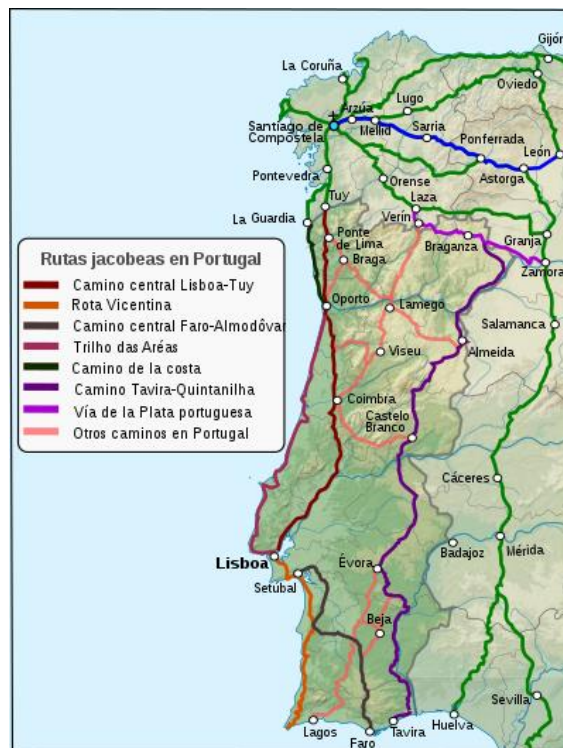 Gijón
La Coruña
Oviedo
Arzúa
Lugo
Santiago de
Compostela
Mellid
Sarria
Ponferrada
León
Pontevedra
Astorga
Orense
Tuy
Laza
La Guardia
Verín
Ponte
de Lima
Braganza
Granja
Braga
Zamora
Rutas jacobeas en Portugal
Camino central Lisboa-Tuy
Rota Vicentina
Camino central Faro-Almodôvar
Trilho das Aréas
Camino de la costa
Camino Tavira-Quintanilha
Vía de la Plata portuguesa
Otros caminos en Portugal
Oporto
Lamego
Salamanca
Viseu
Almeida
Coimbra
Castelo
Branco
Cáceres
Lisboa
Évora
Badajoz
Mérida
Setúbal
Beja
Sevilla
Lagos
Faro
Tavira
Huelva